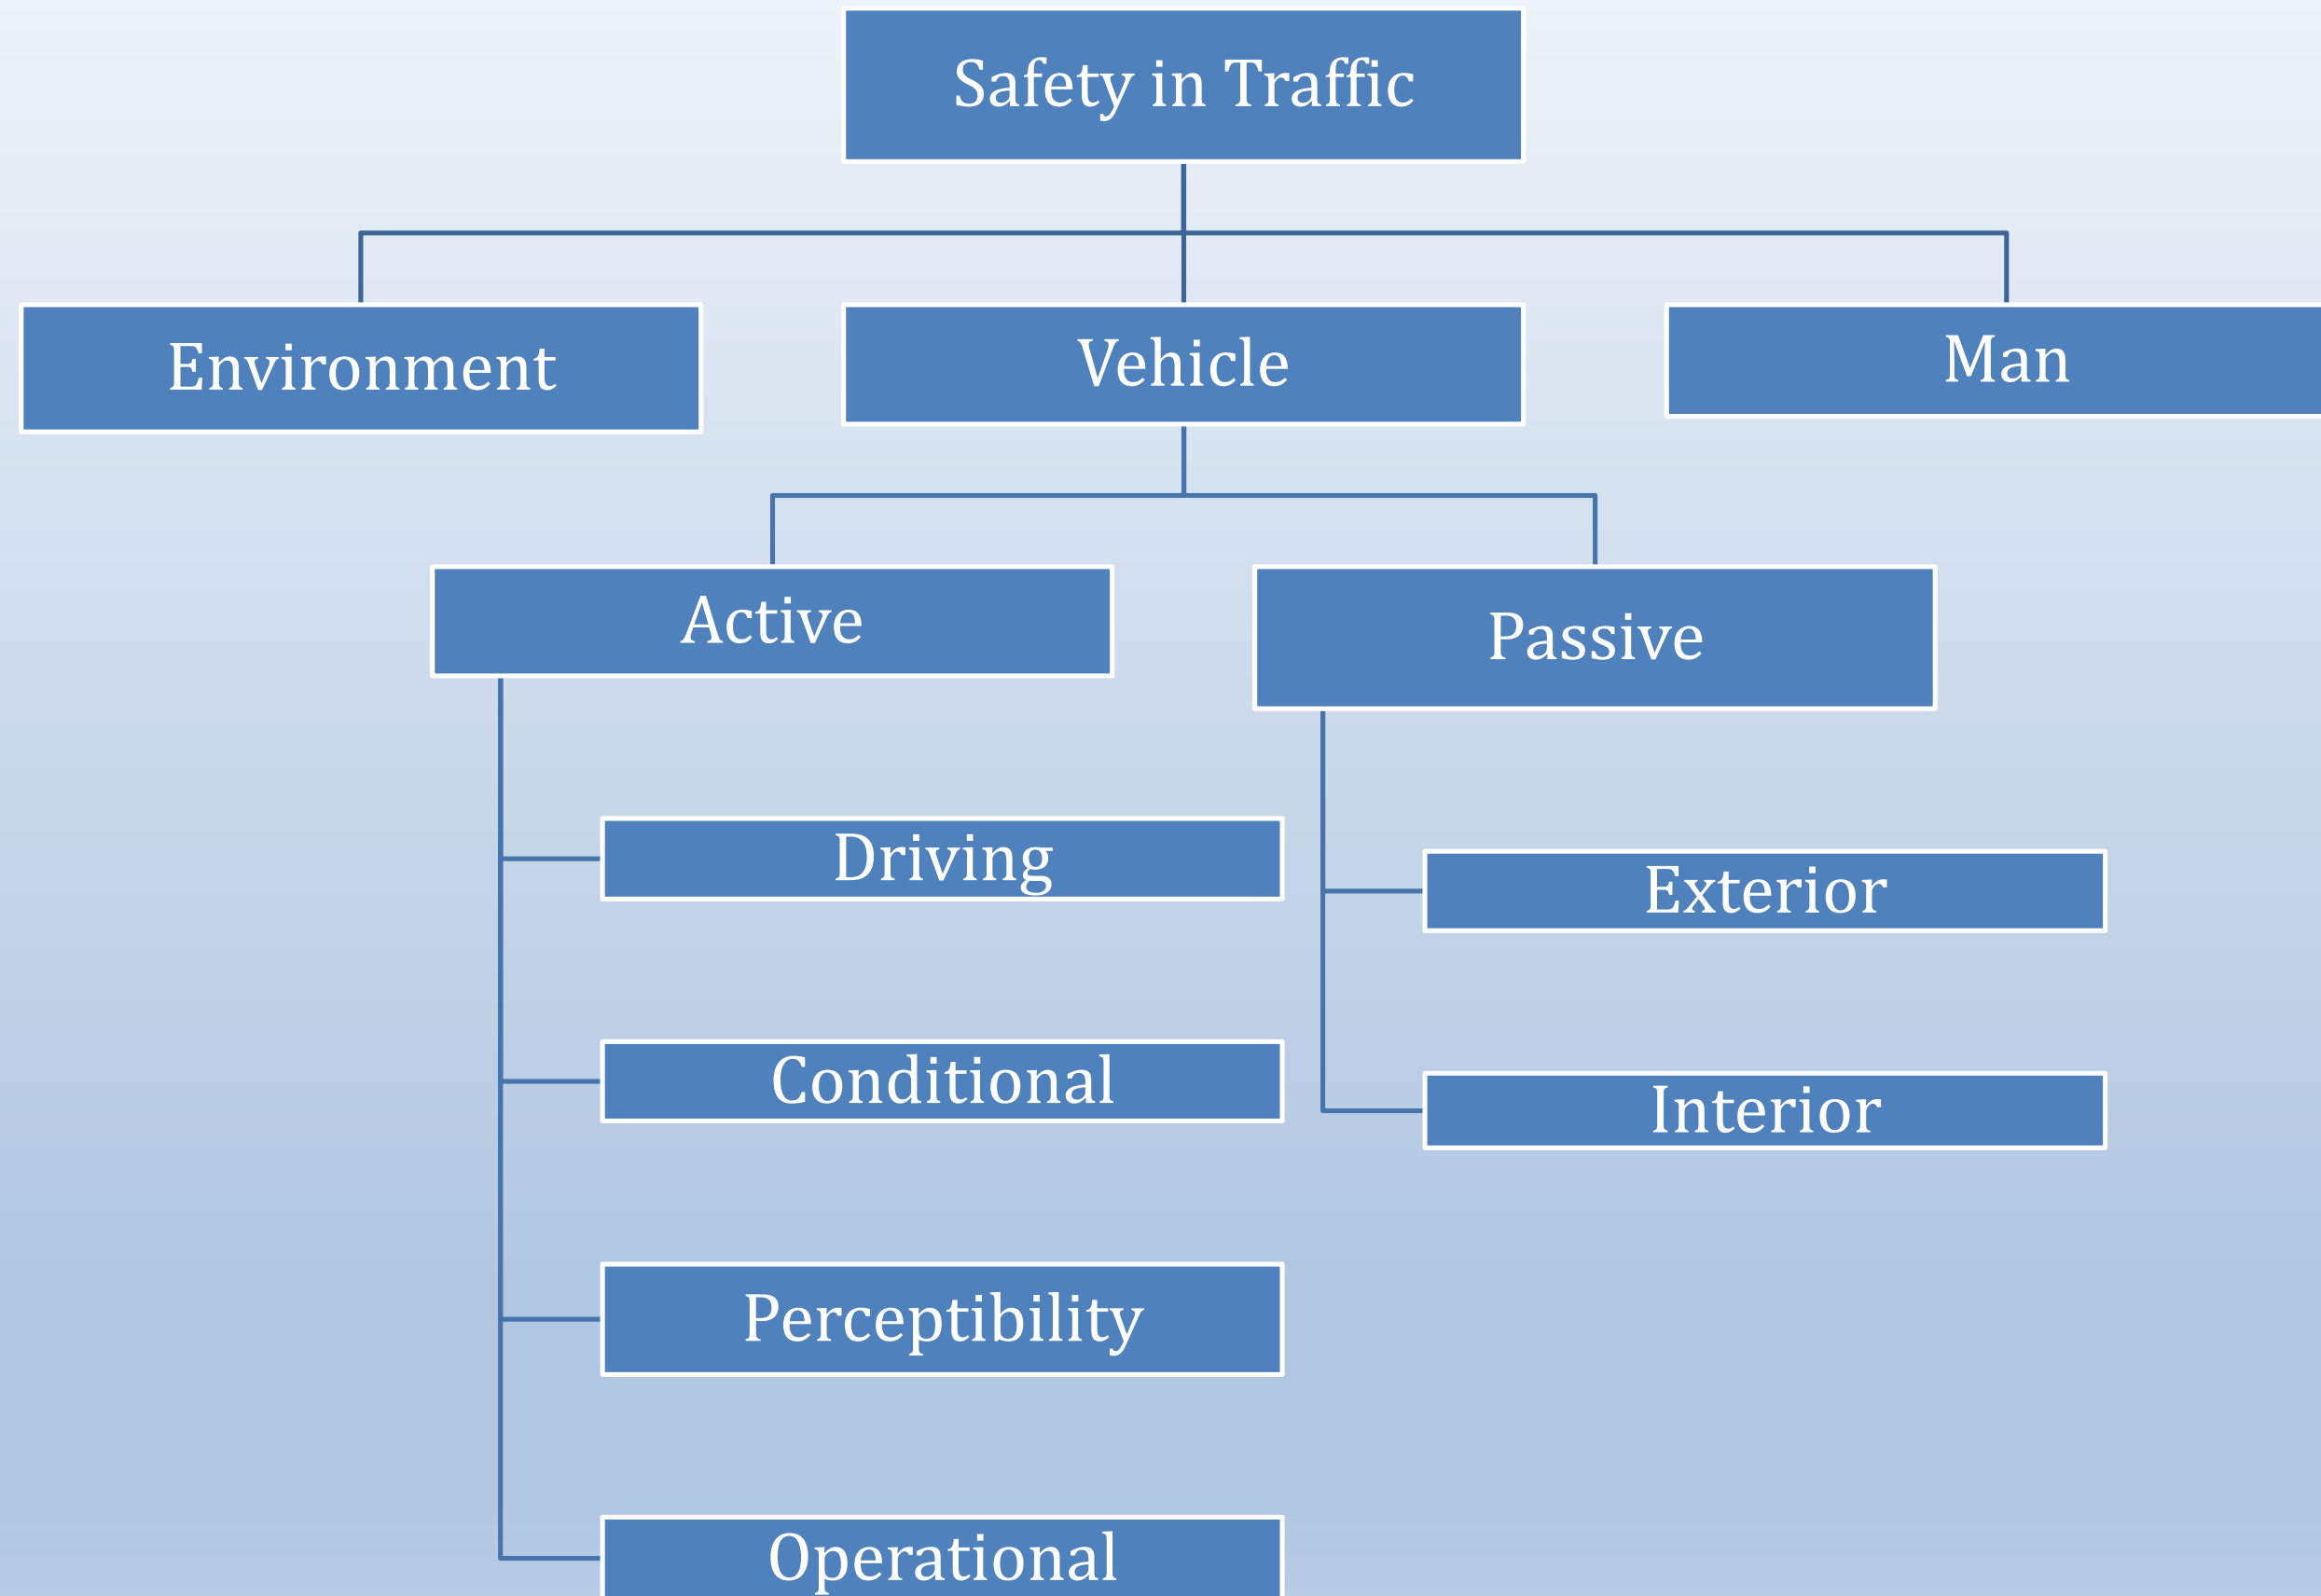 Safety in Traffic
Environment
Vehicle
Man
Active
Passive
Driving
Exterior
Conditional
Interior
Perceptibility
Operational